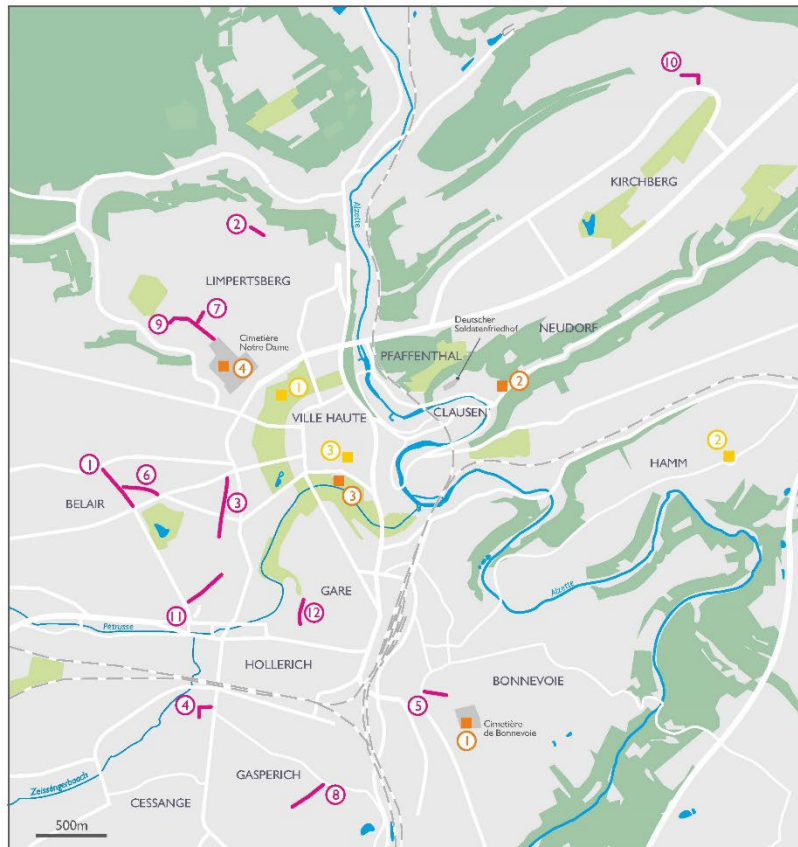 10
KIRCHBERG
Alzette
2
LIMPERTSBERG
7
9
Cimetière
Notre Dame
4
Deutscher
Soldatenfriedhof
NEUDORF
PFAFFENTHAL
2
1
CLAUSEN
VILLE HAUTE
3
3
2
HAMM
1
6
BELAIR
3
Alzette
11
GARE
12
Petrusse
HOLLERICH
BONNEVOIE
5
4
Cimetière
de Bonnevoie
1
GASPERICH
8
Zeissengerbaach
CESSANGE
500m